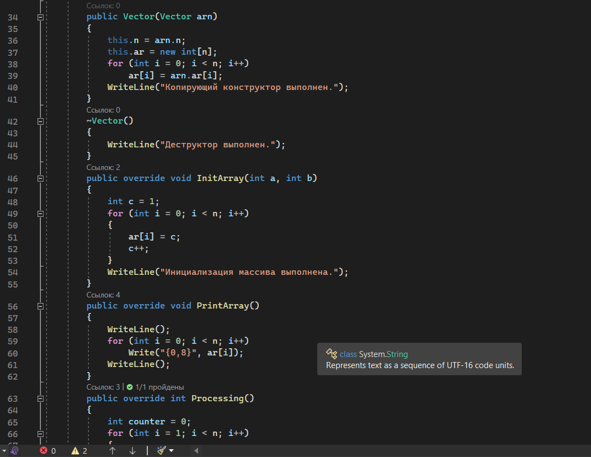 Ссылок: 0
34 public Vector(Vector arn)
35 {
36 this.n = arn.n;
37 this.ar = new int[n];
38 for (int i = 0; i < n; i++)
39 ar[i] = arn.ar[i];
40 WriteLine("Копирующий конструктор выполнен.");
41 }
Ссылок: 0
42 ~Vector()
43 {
44 WriteLine("Деструктор выполнен.");
45 }
Ссылок: 2
46 public override void InitArray(int a, int b)
47 {
48 int c = 1;
49 for (int i = 0; i < n; i++)
50 {
51 ar[i] = c;
52 c++;
53 }
54 WriteLine("Инициализация массива выполнена.");
55 }
Ссылок: 4
56 public override void PrintArray()
57 {
58 WriteLine();
59 for (int i = 0; i < n; i++)
60 Write("{0,8}", ar[i]);
61 WriteLine();
62 }
class System.String
Represents text as a sequence of UTF-16 code units.
Ссылок: 3 | 1/1 пройдены
63 public override int Processing()
64 {
65 int counter = 0;
66 for (int i = 1; i < n; i++)
0 2